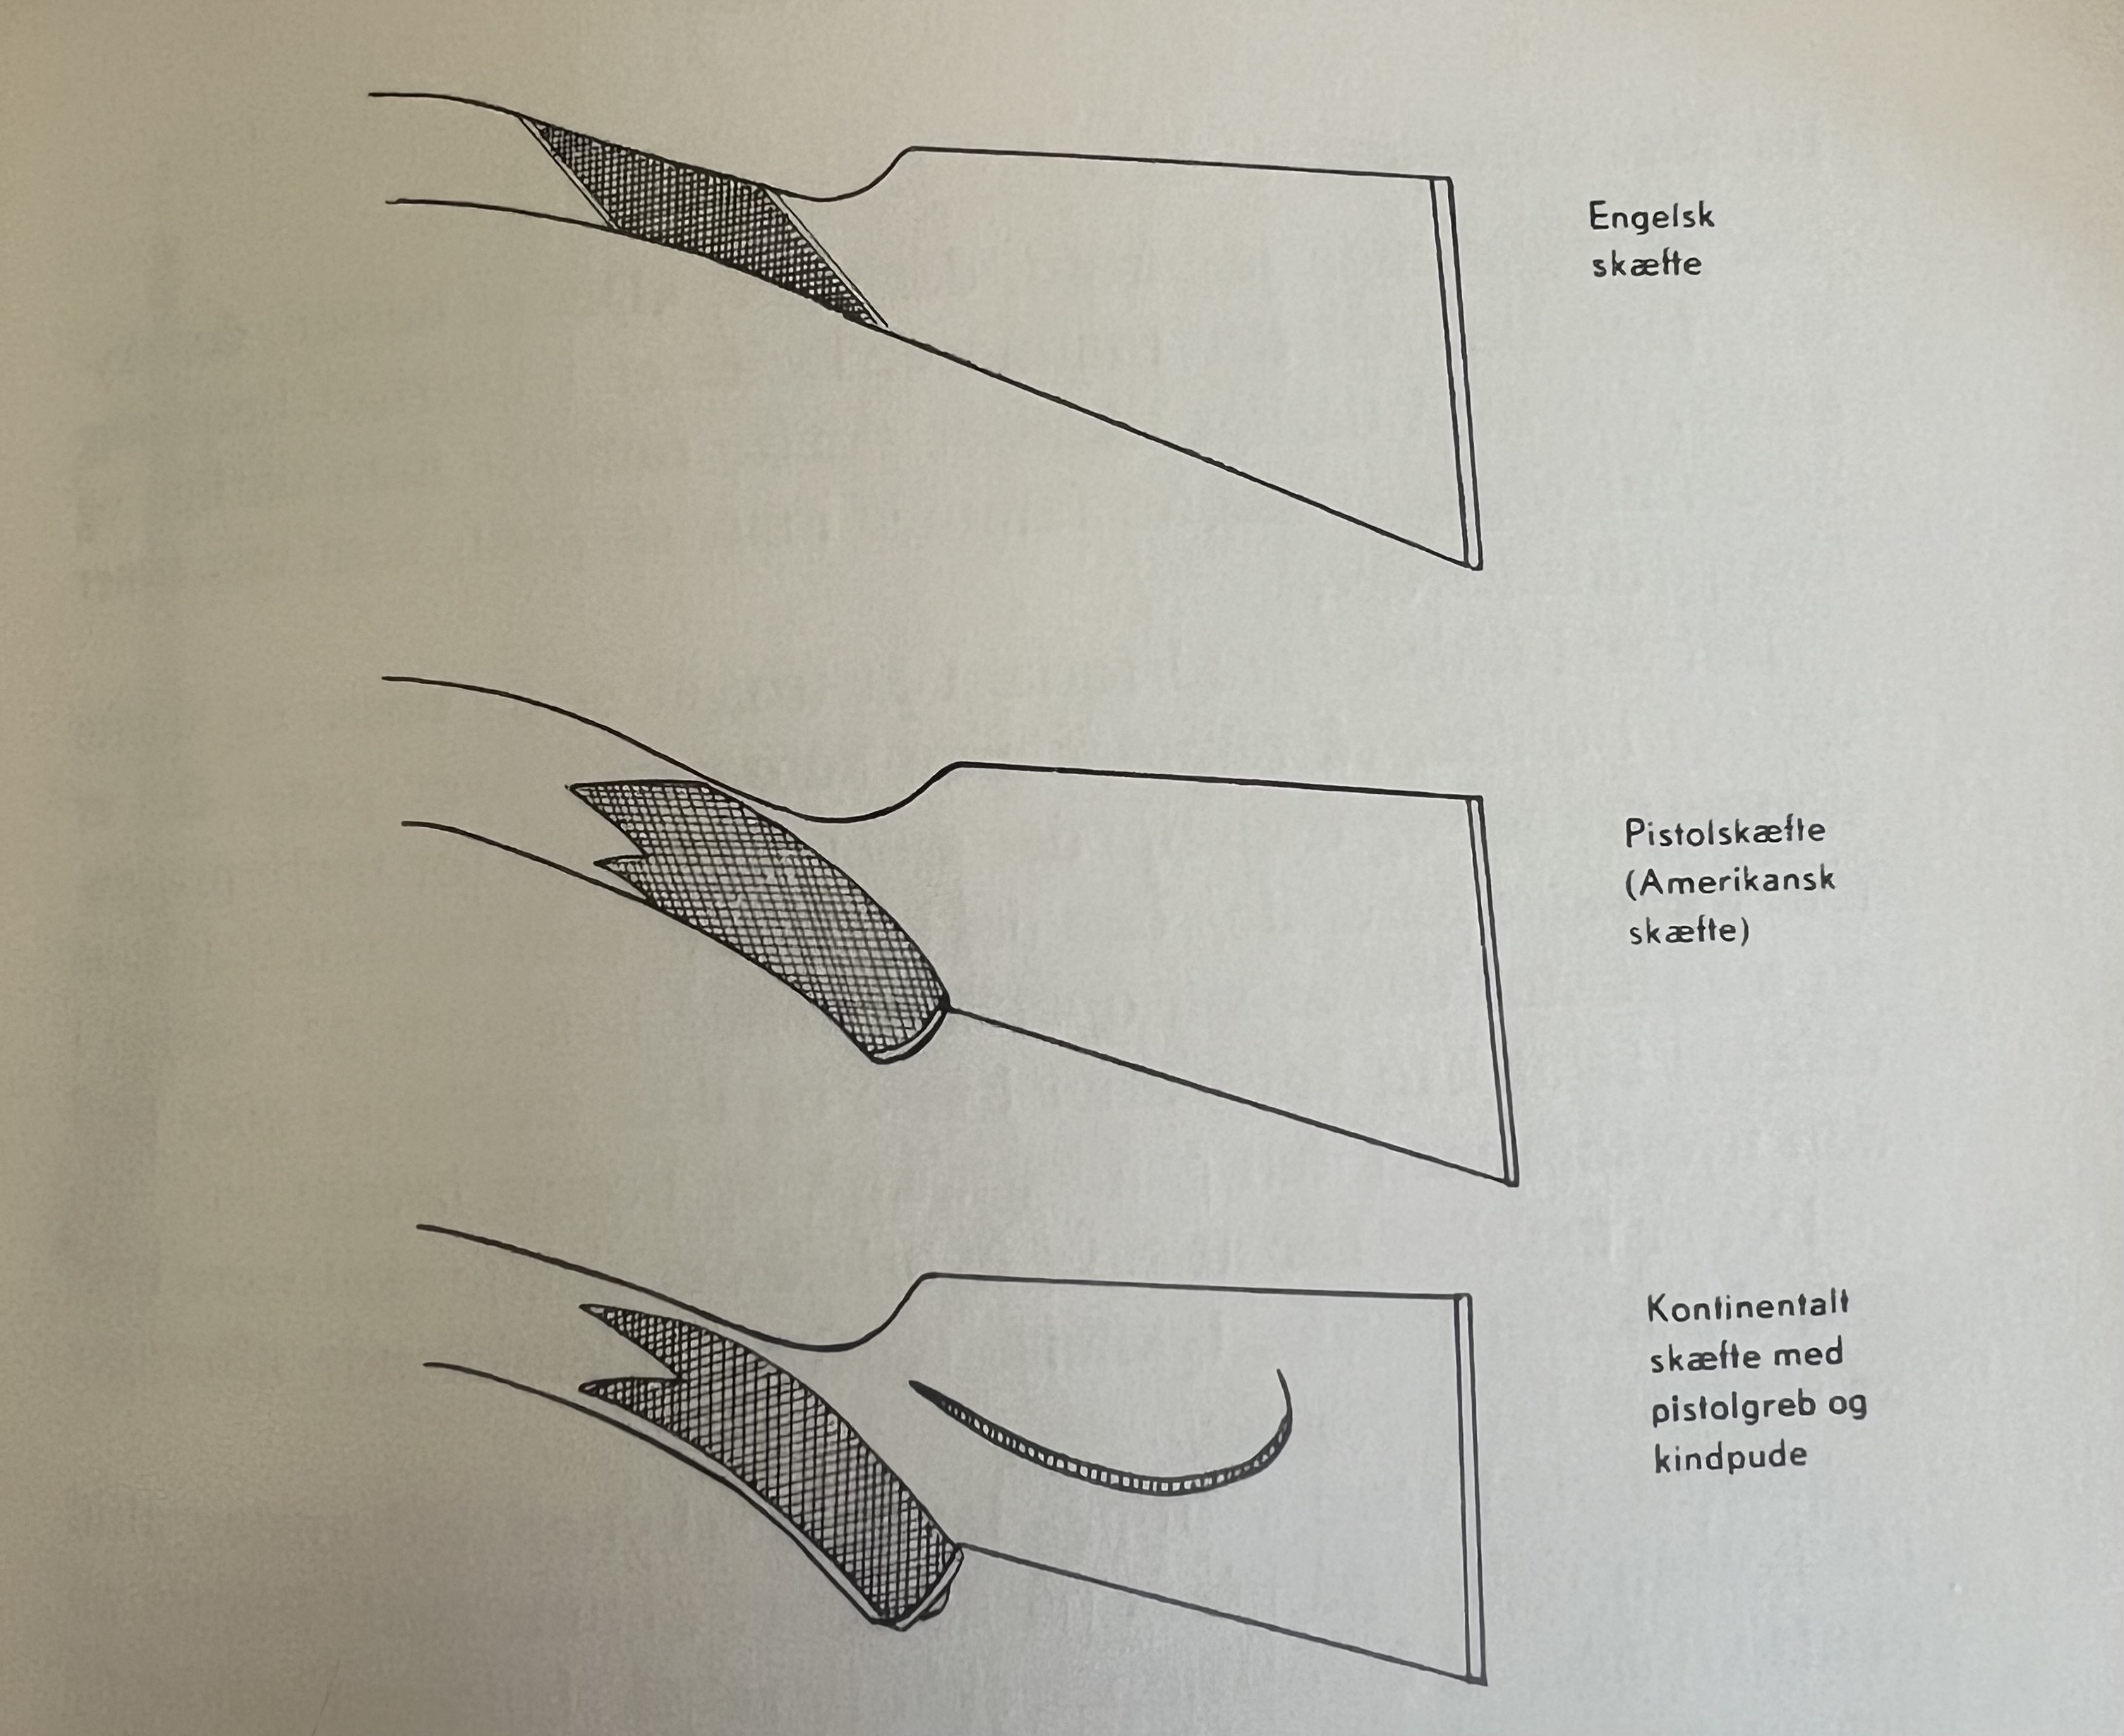 Engelsk
skæfte
Pistolskæfte
(Amerikansk
skæfte)
Kontinentalt
skæfte med
pistolgreb og
kindpude